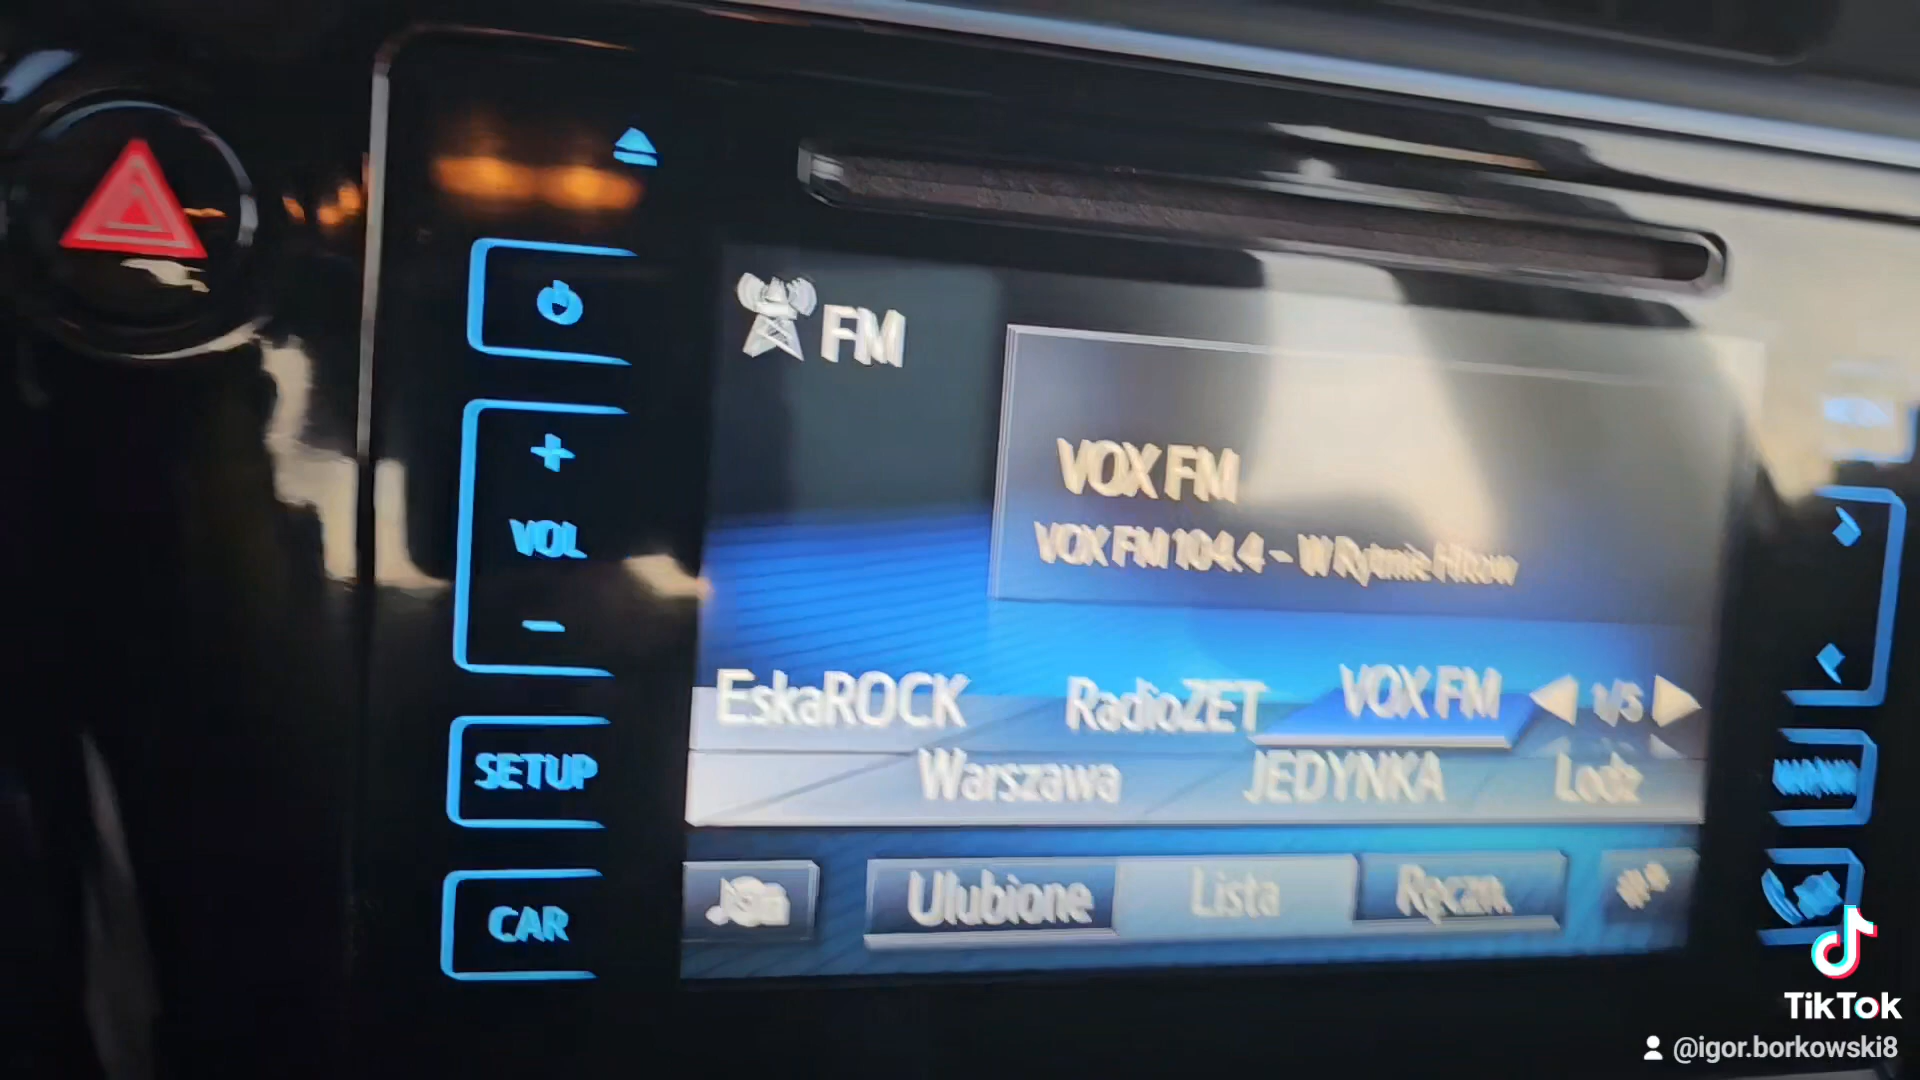 FM
VOX FM
VOX FM 104.4 - W Rytmie Hitów
VOL
EskaROCK RadioZET VOX FM 1/5
Warszawa JEDYNKA Lodz
SETUP
Ulubione Lista Ręczn.
CAR
TikTok
@igor.borkowski8